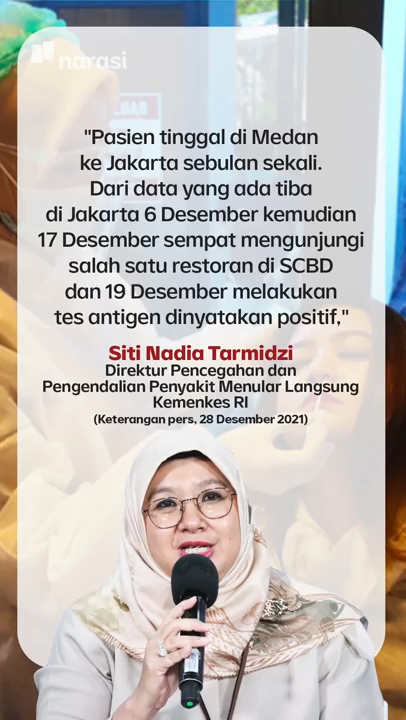 narasi
"Pasien tinggal di Medan
ke Jakarta sebulan sekali.
Dari data yang ada tiba
di Jakarta 6 Desember kemudian
17 Desember sempat mengunjungi
salah satu restoran di SCBD
dan 19 Desember melakukan
tes antigen dinyatakan positif,"
Siti Nadia Tarmidzi
Direktur Pencegahan dan
Pengendalian Penyakit Menular Langsung
Kemenkes RI
(Keterangan pers, 28 Desember 2021)